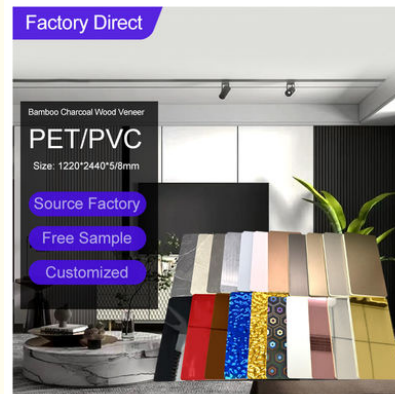 Factory Direct
Bamboo Charcoal Wood Veneer
PET/PVC
Size: 1220*2440*5/8mm
Source Factory
Free Sample
Customized